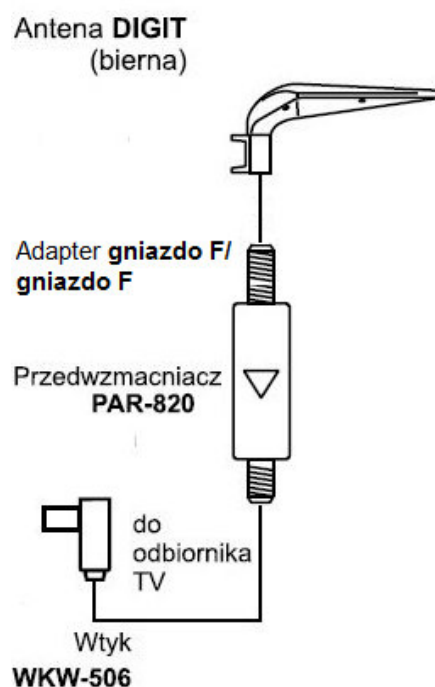 Antena DIGIT
(bierna)
Adapter gniazdo F/
gniazdo F
Przedwzmacniacz
PAR-820
do
odbiornika
TV
Wtyk
WKW-506